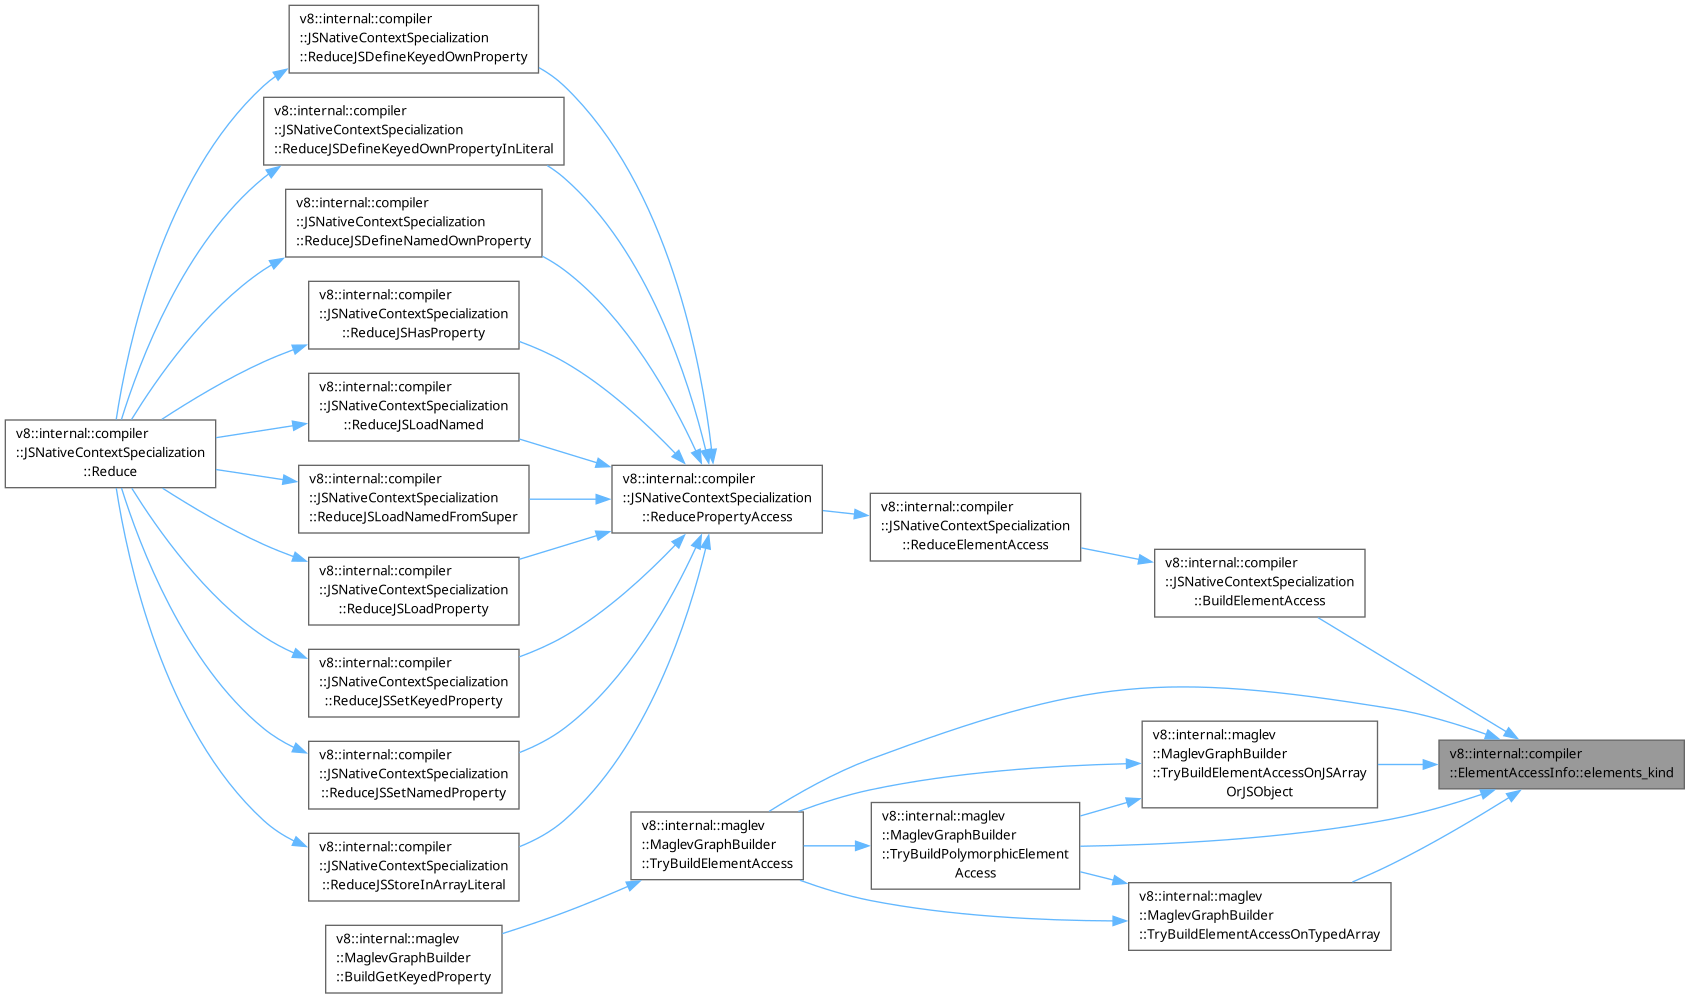 v8::internal::compiler
::JSNativeContextSpecialization
::ReduceJSDefineKeyedOwnProperty
v8::internal::compiler
::JSNativeContextSpecialization
::ReduceJSDefineKeyedOwnPropertyInLiteral
v8::internal::compiler
::JSNativeContextSpecialization
::ReduceJSDefineNamedOwnProperty
v8::internal::compiler
::JSNativeContextSpecialization
::ReduceJSHasProperty
v8::internal::compiler
::JSNativeContextSpecialization
::ReduceJSLoadNamed
v8::internal::compiler
::JSNativeContextSpecialization
::Reduce
v8::internal::compiler
::JSNativeContextSpecialization
::ReduceJSLoadNamedFromSuper
v8::internal::compiler
::JSNativeContextSpecialization
::ReducePropertyAccess
v8::internal::compiler
::JSNativeContextSpecialization
::ReduceElementAccess
v8::internal::compiler
::JSNativeContextSpecialization
::BuildElementAccess
v8::internal::compiler
::JSNativeContextSpecialization
::ReduceJSLoadProperty
v8::internal::compiler
::JSNativeContextSpecialization
::ReduceJSSetKeyedProperty
v8::internal::compiler
::JSNativeContextSpecialization
::ReduceJSSetNamedProperty
v8::internal::maglev
::MaglevGraphBuilder
::TryBuildElementAccessOnJSArray
OrJSObject
v8::internal::compiler
::ElementAccessInfo::elements_kind
v8::internal::maglev
::MaglevGraphBuilder
::TryBuildElementAccess
v8::internal::maglev
::MaglevGraphBuilder
::TryBuildPolymorphicElement
Access
v8::internal::compiler
::JSNativeContextSpecialization
::ReduceJSStoreInArrayLiteral
v8::internal::maglev
::MaglevGraphBuilder
::TryBuildElementAccessOnTypedArray
v8::internal::maglev
::MaglevGraphBuilder
::BuildGetKeyedProperty